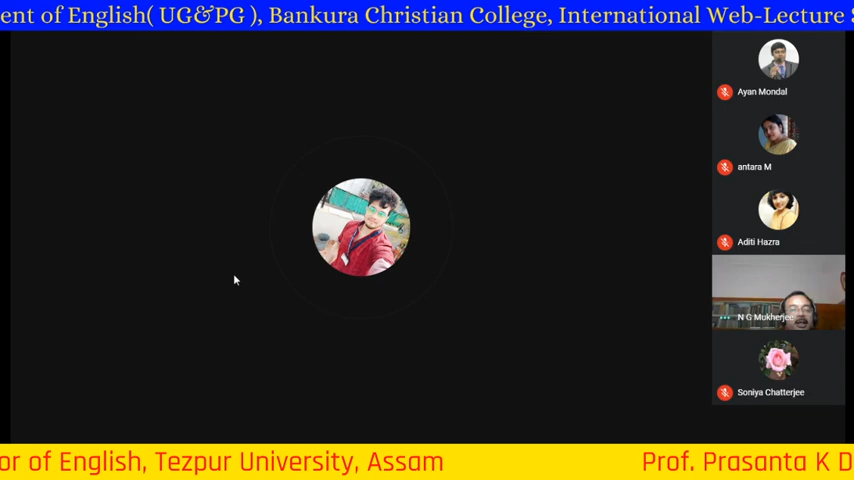 ent of English( UG&PG ), Bankura Christian College, International Web-Lecture S
Ayan Mondal
antara M
Aditi Hazra
N G Mukherjee
Soniya Chatterjee
or of English, Tezpur University, Assam
Prof. Prasanta K D